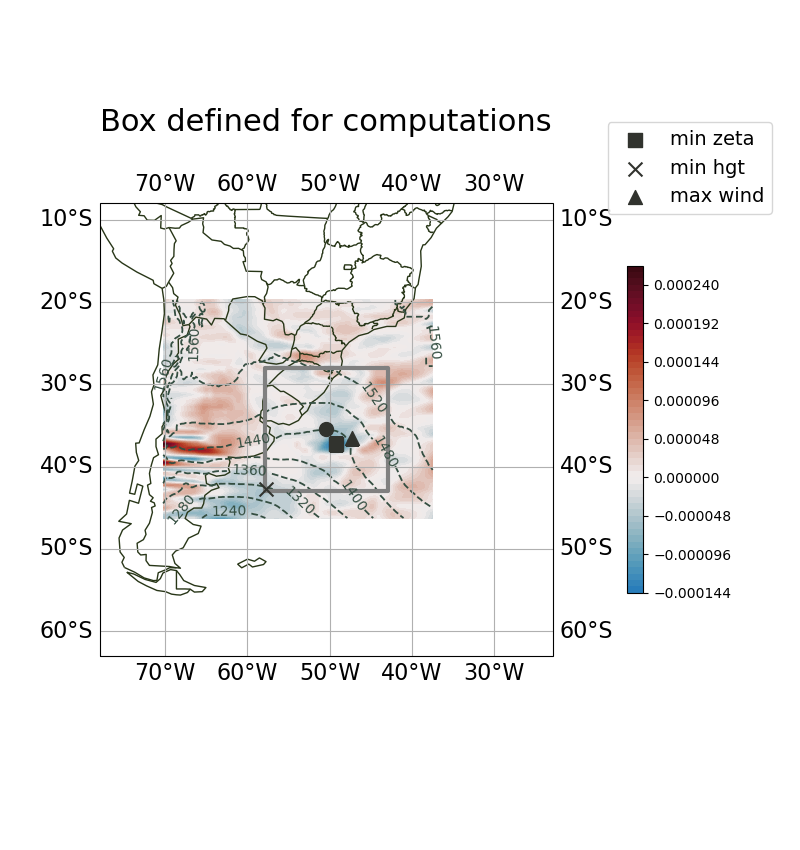 Box defined for computations
min zeta
min hgt
max wind
70°W 60°W 50°W 40°W 30°W
10°S 10°S
20°S 20°S
30°S 30°S
40°S 40°S
50°S 50°S
60°S 60°S
70°W 60°W 50°W 40°W 30°W
0.000240
0.000192
0.000144
0.000096
0.000048
0.000000
−0.000048
−0.000096
−0.000144
1560
1560
1560
1520
1480
1440
1400
1360
1320
1280
1240